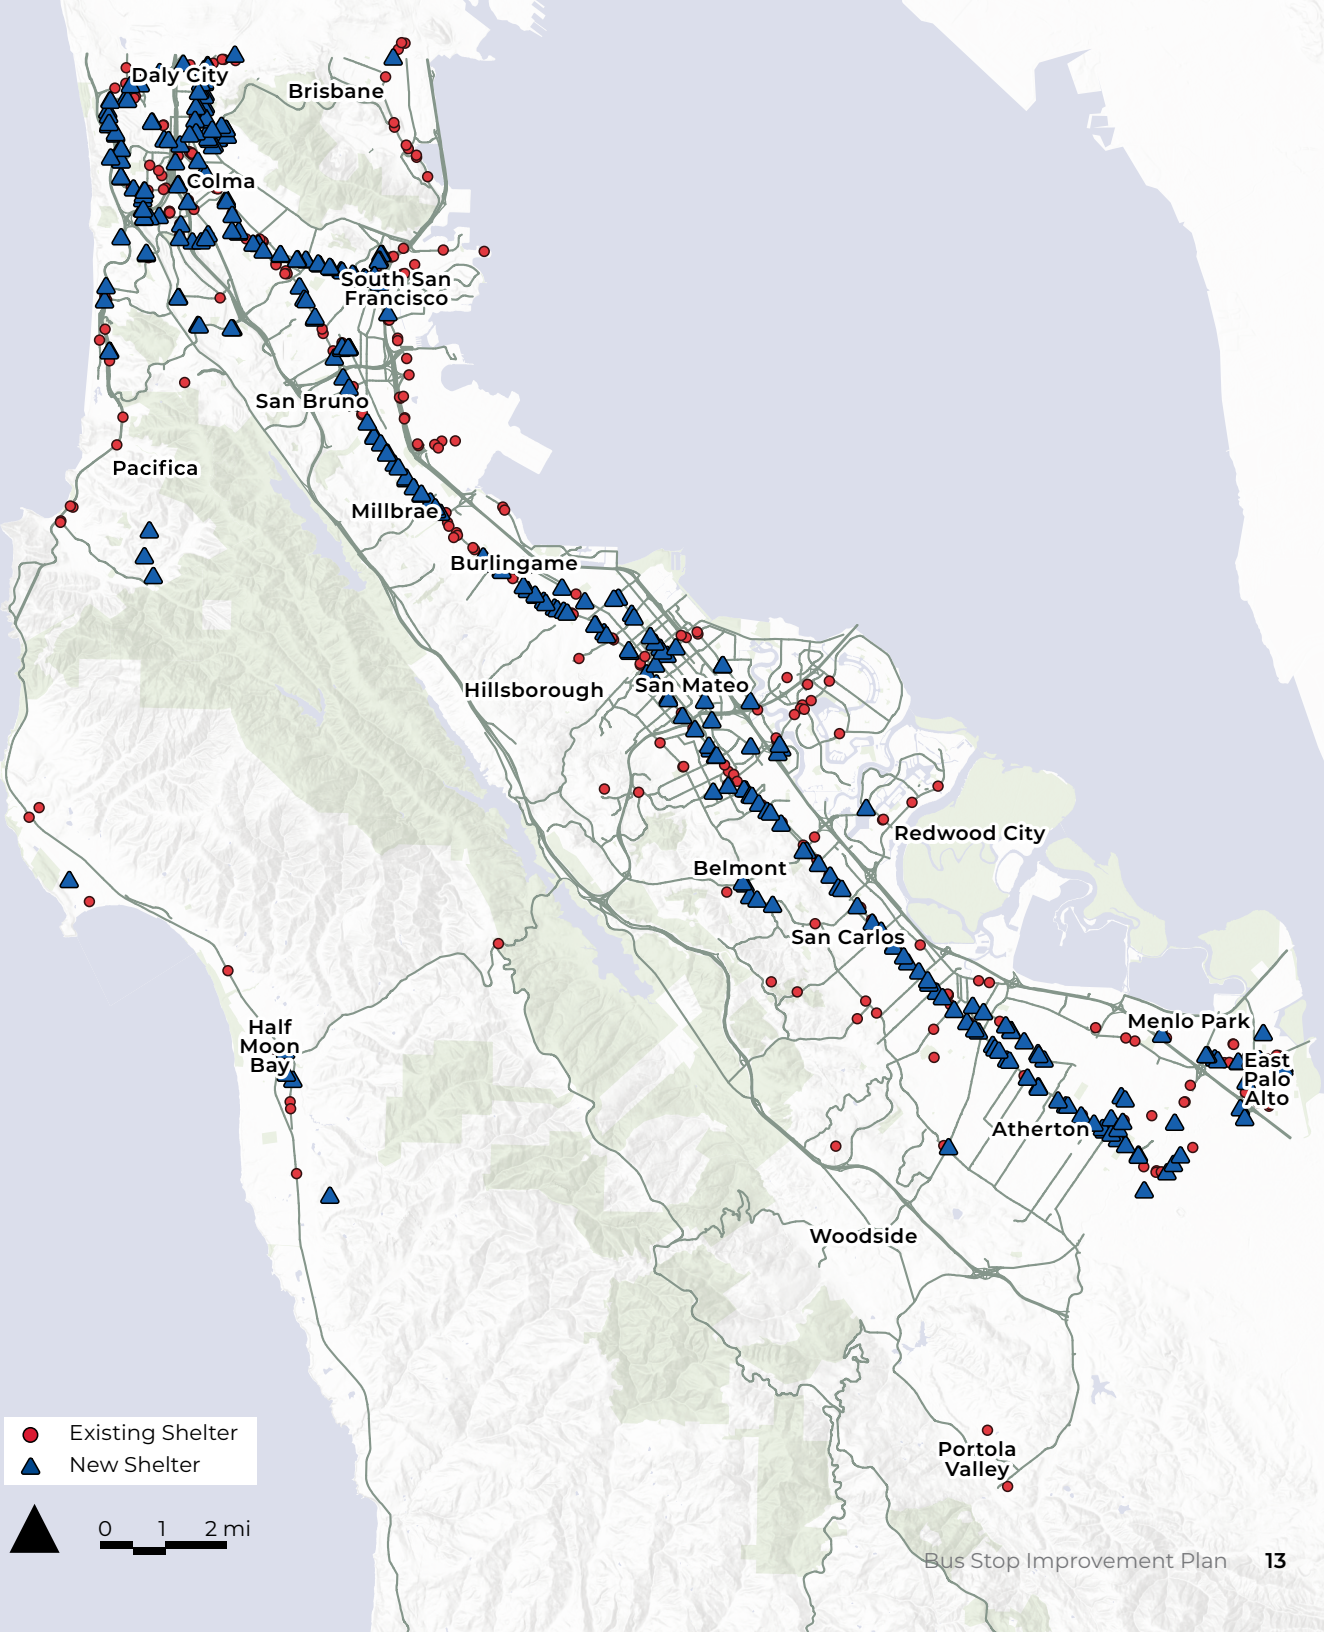 Daly City
Brisbane
Colma
South San
Francisco
San Bruno
Pacifica
Millbrae
Burlingame
Hillsborough
San Mateo
Redwood City
Belmont
San Carlos
Half
Moon
Bay
Menlo Park
East
Palo
Alto
Atherton
Woodside
Portola
Valley
Existing Shelter
New Shelter
0 1 2 mi
Bus Stop Improvement Plan 13